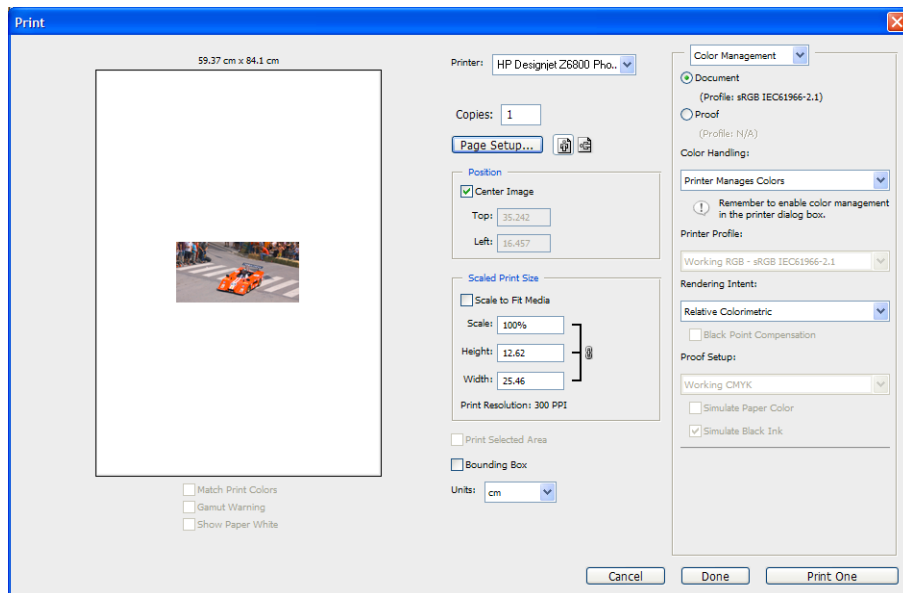 Print
59.37 cm x 84.1 cm
Match Print Colors
Gamut Warning
Show Paper White
Printer: HP Designjet Z6800 Pho..
Copies: 1
Page Setup...
Position
Center Image
Top: 35.242
Left: 16.457
Scaled Print Size
Scale to Fit Media
Scale: 100%
Height: 12.62
Width: 25.46
Print Resolution: 300 PPI
Print Selected Area
Bounding Box
Units: cm
Color Management
Document
(Profile: sRGB IEC61966-2.1)
Proof
(Profile: N/A)
Color Handling:
Printer Manages Colors
Remember to enable color management
in the printer dialog box.
Printer Profile:
Working RGB - sRGB IEC61966-2.1
Rendering Intent:
Relative Colorimetric
Black Point Compensation
Proof Setup:
Working CMYK
Simulate Paper Color
Simulate Black Ink
Cancel
Done
Print One